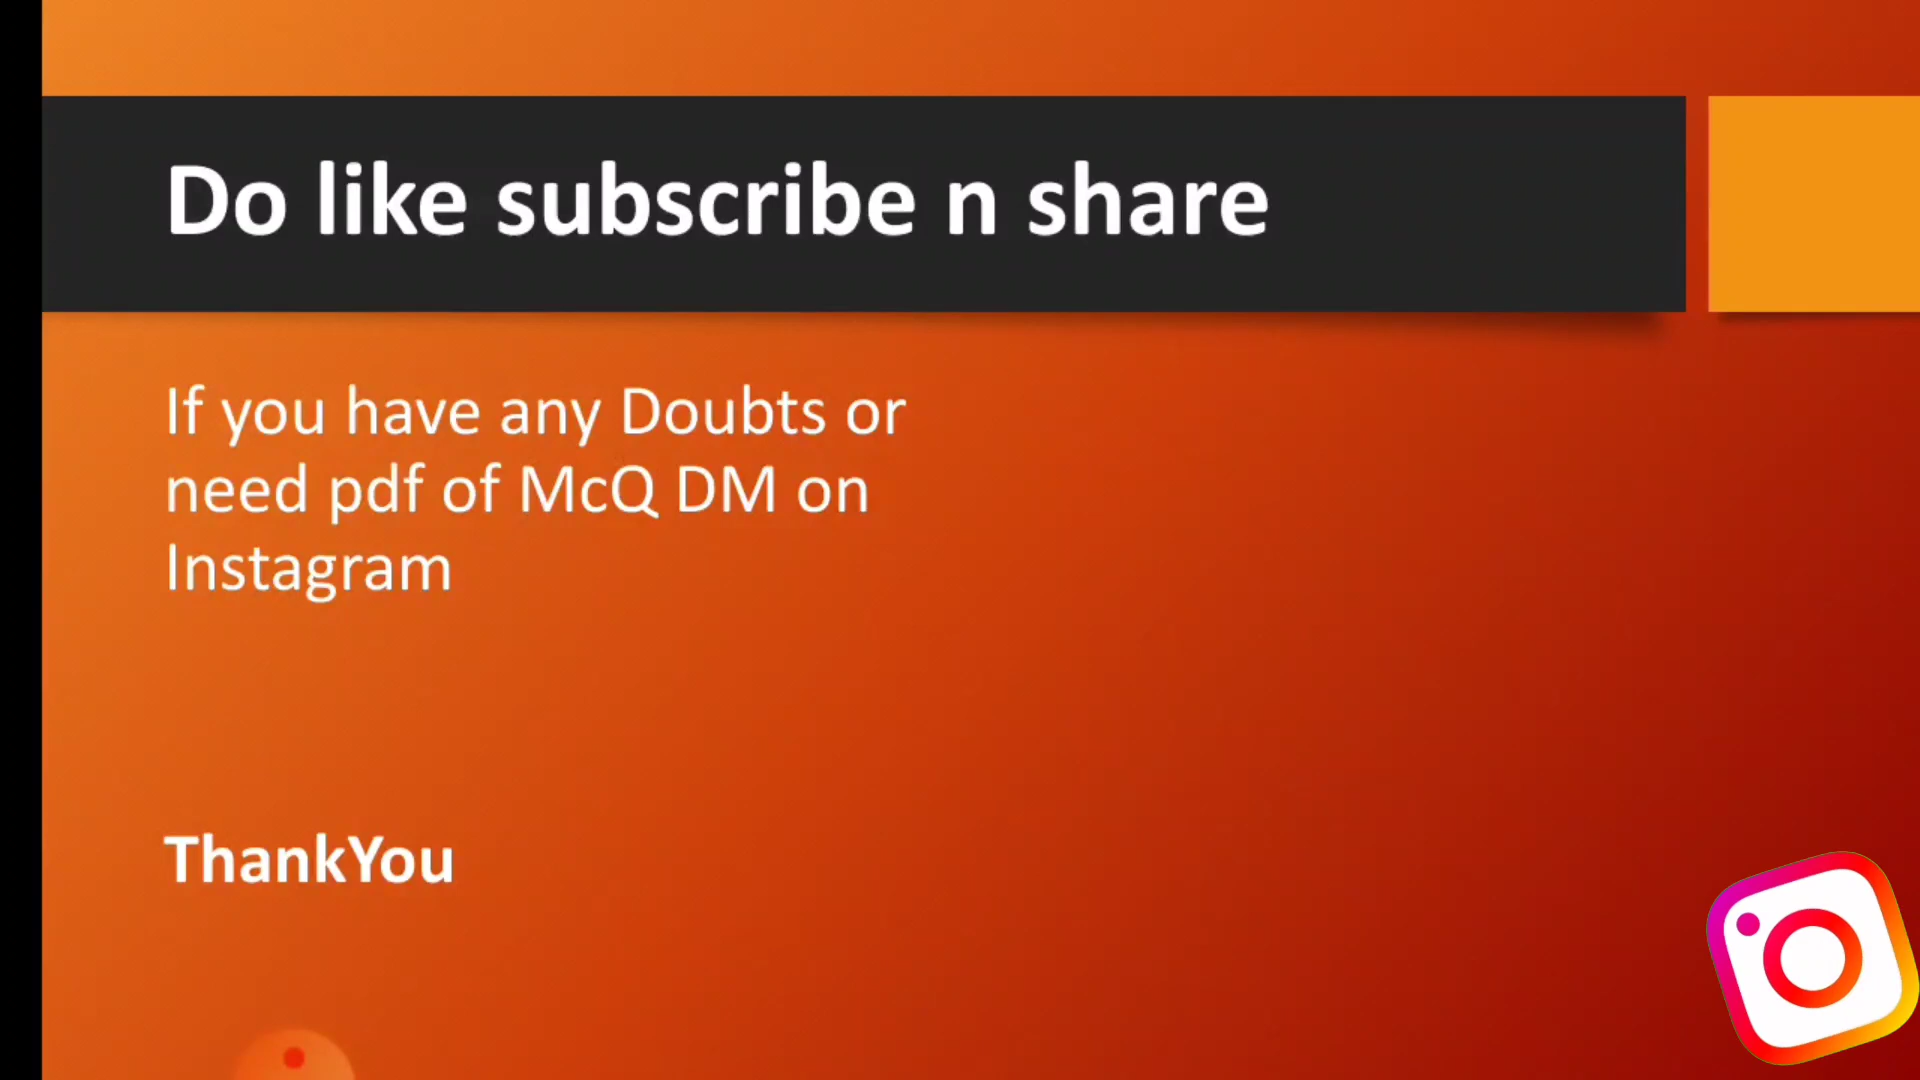 Do like subscribe n share
If you have any Doubts or
need pdf of McQ DM on
Instagram
ThankYou